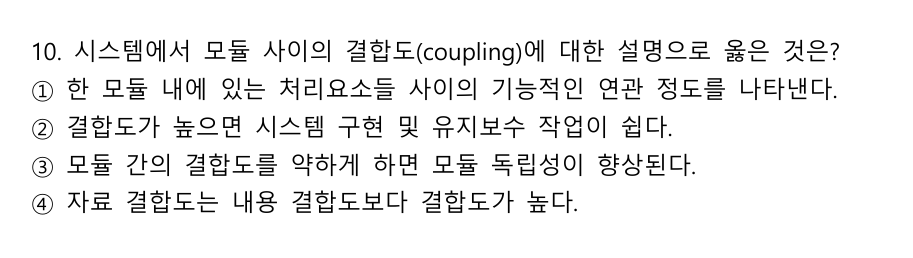 10. 시스템에서 모듈 사이의 결합도(coupling)에 대한 설명으로 옳은 것은?
① 한 모듈 내에 있는 처리요소들 사이의 기능적인 연관 정도를 나타낸다.
② 결합도가 높으면 시스템 구현 및 유지보수 작업이 쉽다.
③ 모듈 간의 결합도를 약하게 하면 모듈 독립성이 향상된다.
④ 자료 결합도는 내용 결합도보다 결합도가 높다.